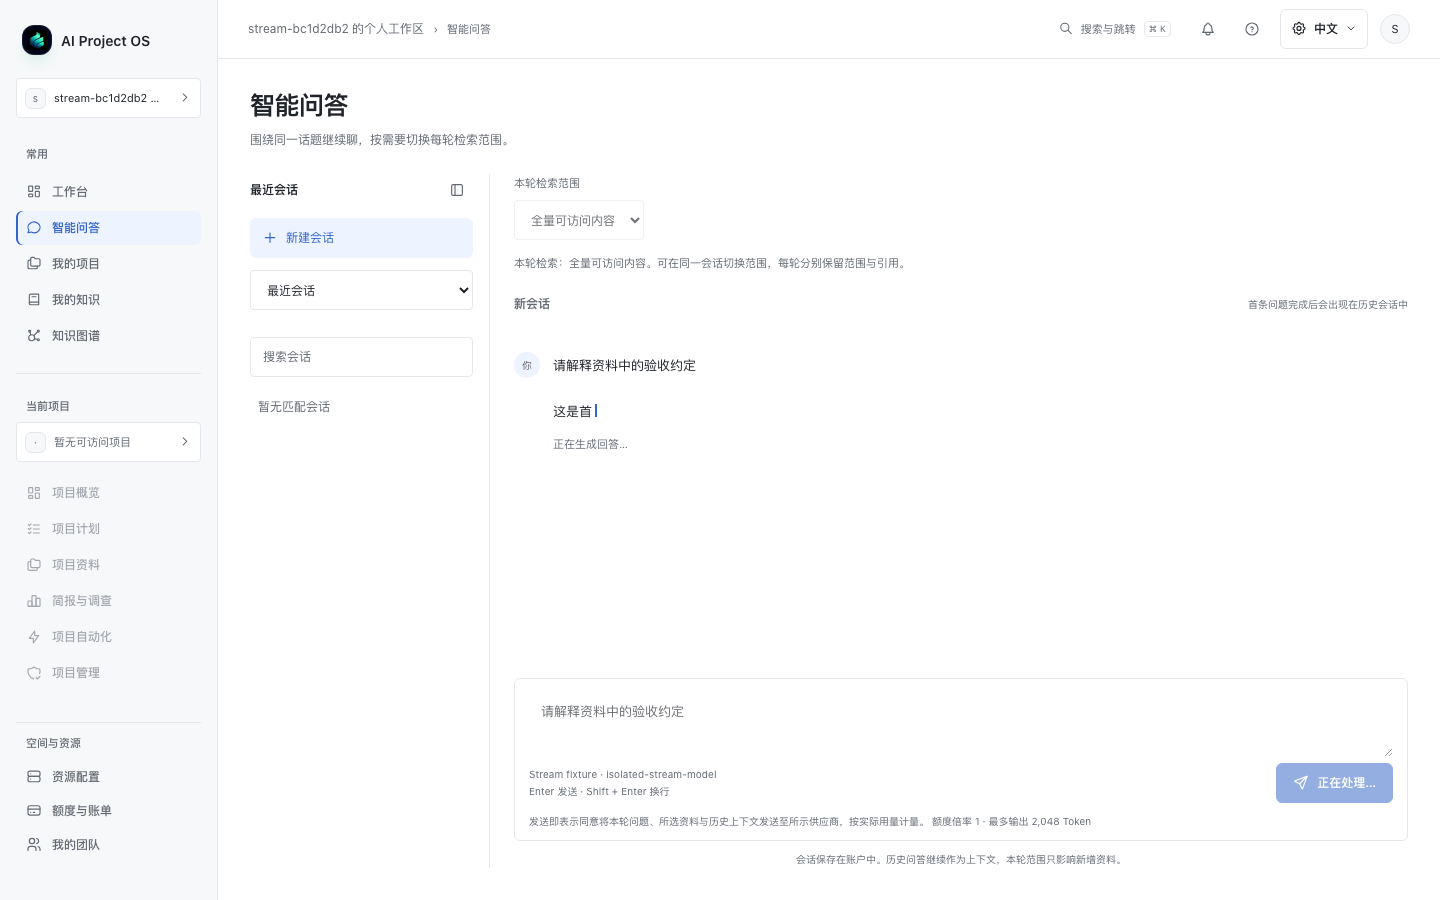 AI Project OS
s
stream-bc1d2db2 ...
常用
工作台
智能问答
我的项目
我的知识
知识图谱
当前项目
·
暂无可访问项目
项目概览
项目计划
项目资料
简报与调查
项目自动化
项目管理
空间与资源
资源配置
额度与账单
我的团队
stream-bc1d2db2 的个人工作区 › 智能问答
搜索与跳转 ⌘ K
中文
S
智能问答
围绕同一话题继续聊，按需要切换每轮检索范围。
最近会话
新建会话
最近会话
搜索会话
暂无匹配会话
本轮检索范围
全量可访问内容
本轮检索：全量可访问内容。可在同一会话切换范围，每轮分别保留范围与引用。
新会话
首条问题完成后会出现在历史会话中
你
请解释资料中的验收约定
这是首
正在生成回答...
请解释资料中的验收约定
Stream fixture · isolated-stream-model
Enter 发送 · Shift + Enter 换行
正在处理...
发送即表示同意将本轮问题、所选资料与历史上下文发送至所示供应商，按实际用量计量。 额度倍率 1 · 最多输出 2,048 Token
会话保存在账户中。历史问答继续作为上下文，本轮范围只影响新增资料。